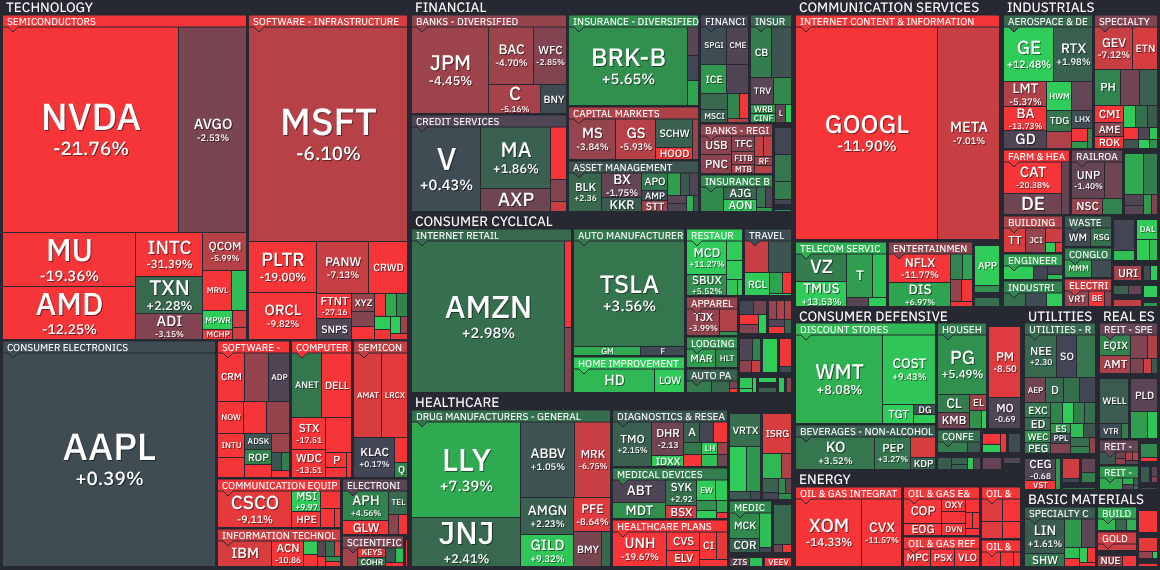 TECHNOLOGY
SEMICONDUCTORS
NVDA
-21.76%
AVGO
-2.53%
MU
-19.36%
AMD
-12.25%
INTC
-31.39%
TXN
+2.28%
ADI
-3.15%
QCOM
-5.99%
MRVL
MPWR
MCHP
SOFTWARE - INFRASTRUCTURE
MSFT
-6.10%
PLTR
-19.00%
ORCL
-9.82%
PANW
-7.13%
CRWD
FTNT
-27.16
XYZ
SNPS
CONSUMER ELECTRONICS
AAPL
+0.39%
SOFTWARE -
CRM
ADP
NOW
INTU
ADSK
ROP
COMPUTER
ANET
DELL
STX
-17.51
WDC
-13.51
P
SEMICON
AMAT
LRCX
KLAC
+0.17%
Q
COMMUNICATION EQUIP
CSCO
-9.11%
MSI
+9.97
HPE
ELECTRONI
APH
+4.56%
TEL
GLW
INFORMATION TECHNOL
IBM
ACN
-10.86
SCIENTIFIC
KEYS
COHR
FINANCIAL
BANKS - DIVERSIFIED
JPM
-4.45%
BAC
-4.70%
WFC
-2.85%
C
-5.16%
BNY
CREDIT SERVICES
V
+0.43%
MA
+1.86%
AXP
INSURANCE - DIVERSIFIED
BRK-B
+5.65%
CAPITAL MARKETS
MS
-3.84%
GS
-5.93%
SCHW
HOOD
ASSET MANAGEMENT
BLK
+2.36
BX
-1.75%
KKR
APO
AMP
STT
FINANCI
SPGI
CME
ICE
MSCI
INSUR
CB
TRV
WRB
CINF
L
BANKS - REGI
USB
TFC
PNC
FITB
RF
MTB
INSURANCE B
AJG
AON
CONSUMER CYCLICAL
INTERNET RETAIL
AMZN
+2.98%
AUTO MANUFACTURER
TSLA
+3.56%
GM
F
HOME IMPROVEMENT
HD
LOW
RESTAUR
MCD
+11.27%
SBUX
+5.52%
TRAVEL
RCL
APPAREL
TJX
-3.99%
LODGING
MAR
HLT
AUTO PA
HEALTHCARE
DRUG MANUFACTURERS - GENERAL
LLY
+7.39%
JNJ
+2.41%
ABBV
+1.05%
MRK
-6.75%
AMGN
+2.23%
PFE
-8.64%
GILD
+9.32%
BMY
DIAGNOSTICS & RESEA
TMO
+2.15%
DHR
-2.13
A
LH
IDXX
MEDICAL DEVICES
ABT
SYK
+2.92
EW
MDT
BSX
HEALTHCARE PLANS
UNH
-19.67%
CVS
CI
ELV
VRTX
ISRG
MEDIC
MCK
COR
ZTS
VEEV
COMMUNICATION SERVICES
INTERNET CONTENT & INFORMATION
GOOGL
-11.90%
META
-7.01%
TELECOM SERVIC
VZ
T
TMUS
+13.53%
ENTERTAINMEN
NFLX
-11.77%
DIS
+6.97%
APP
INDUSTRIALS
AEROSPACE & DE
GE
+12.48%
RTX
+1.98%
LMT
-5.37%
HWM
BA
-13.73%
TDG
LHX
GD
SPECIALTY
GEV
-7.12%
ETN
PH
CMI
AME
ROK
FARM & HEA
CAT
-20.38%
DE
RAILROA
UNP
-1.40%
NSC
BUILDING
TT
JCI
WASTE
WM
RSG
DAL
ENGINEER
CONGLO
MMM
URI
INDUSTRI
ELECTRI
VRT
BE
CONSUMER DEFENSIVE
DISCOUNT STORES
WMT
+8.08%
COST
+9.43%
TGT
DG
HOUSEH
PG
+5.49%
CL
EL
KMB
PM
-8.50
MO
-0.69
BEVERAGES - NON-ALCOHOL
KO
+3.52%
PEP
+3.27%
KDP
CONFE
ENERGY
OIL & GAS INTEGRAT
XOM
-14.33%
CVX
-11.57%
OIL & GAS E&
COP
OXY
EOG
DVN
OIL & GAS REF
MPC
PSX
VLO
OIL &
OIL &
UTILITIES
UTILITIES - R
NEE
+2.30
SO
AEP
D
EXC
ED
ES
WEC
PPL
PEG
CEG
-0.68
VST
REAL ES
REIT - SPE
EQIX
AMT
WELL
PLD
VTR
REIT -
REIT -
BASIC MATERIALS
SPECIALTY C
LIN
+1.61%
SHW
BUILD
GOLD
NUE